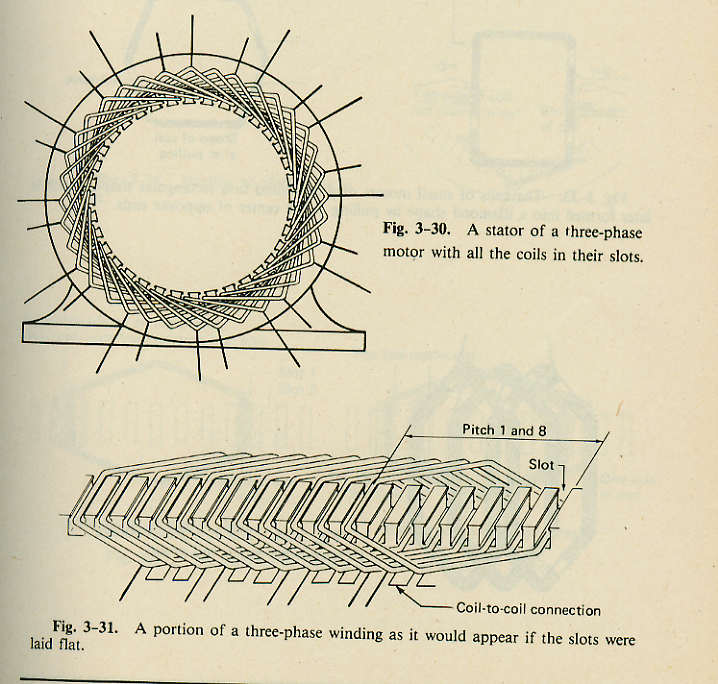 Fig. 3–30. A stator of a three-phase
motor with all the coils in their slots.
Pitch 1 and 8
Slot
Coil-to-coil connection
Fig. 3–31. A portion of a three-phase winding as it would appear if the slots were
laid flat.